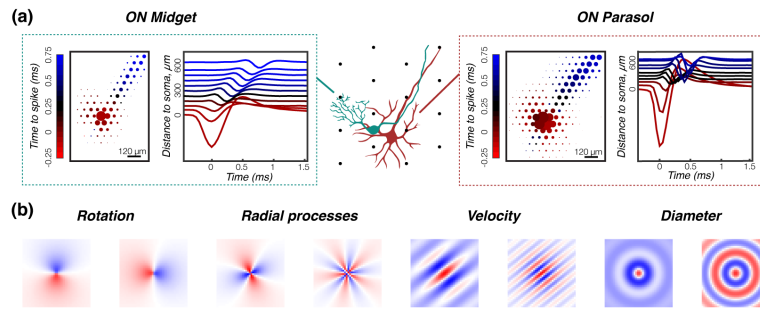 (a)
ON Midget
ON Parasol
Time to spike (ms)
0.75
0.50
0.25
0
-0.25
120 µm
Distance to soma, µm
600
300
0
0
0.5
1
1.5
Time (ms)
Time to spike (ms)
0.75
0.50
0.25
0
-0.25
120 µm
Distance to soma, µm
600
300
0
0
0.5
1
1.5
Time (ms)
(b)
Rotation
Radial processes
Velocity
Diameter